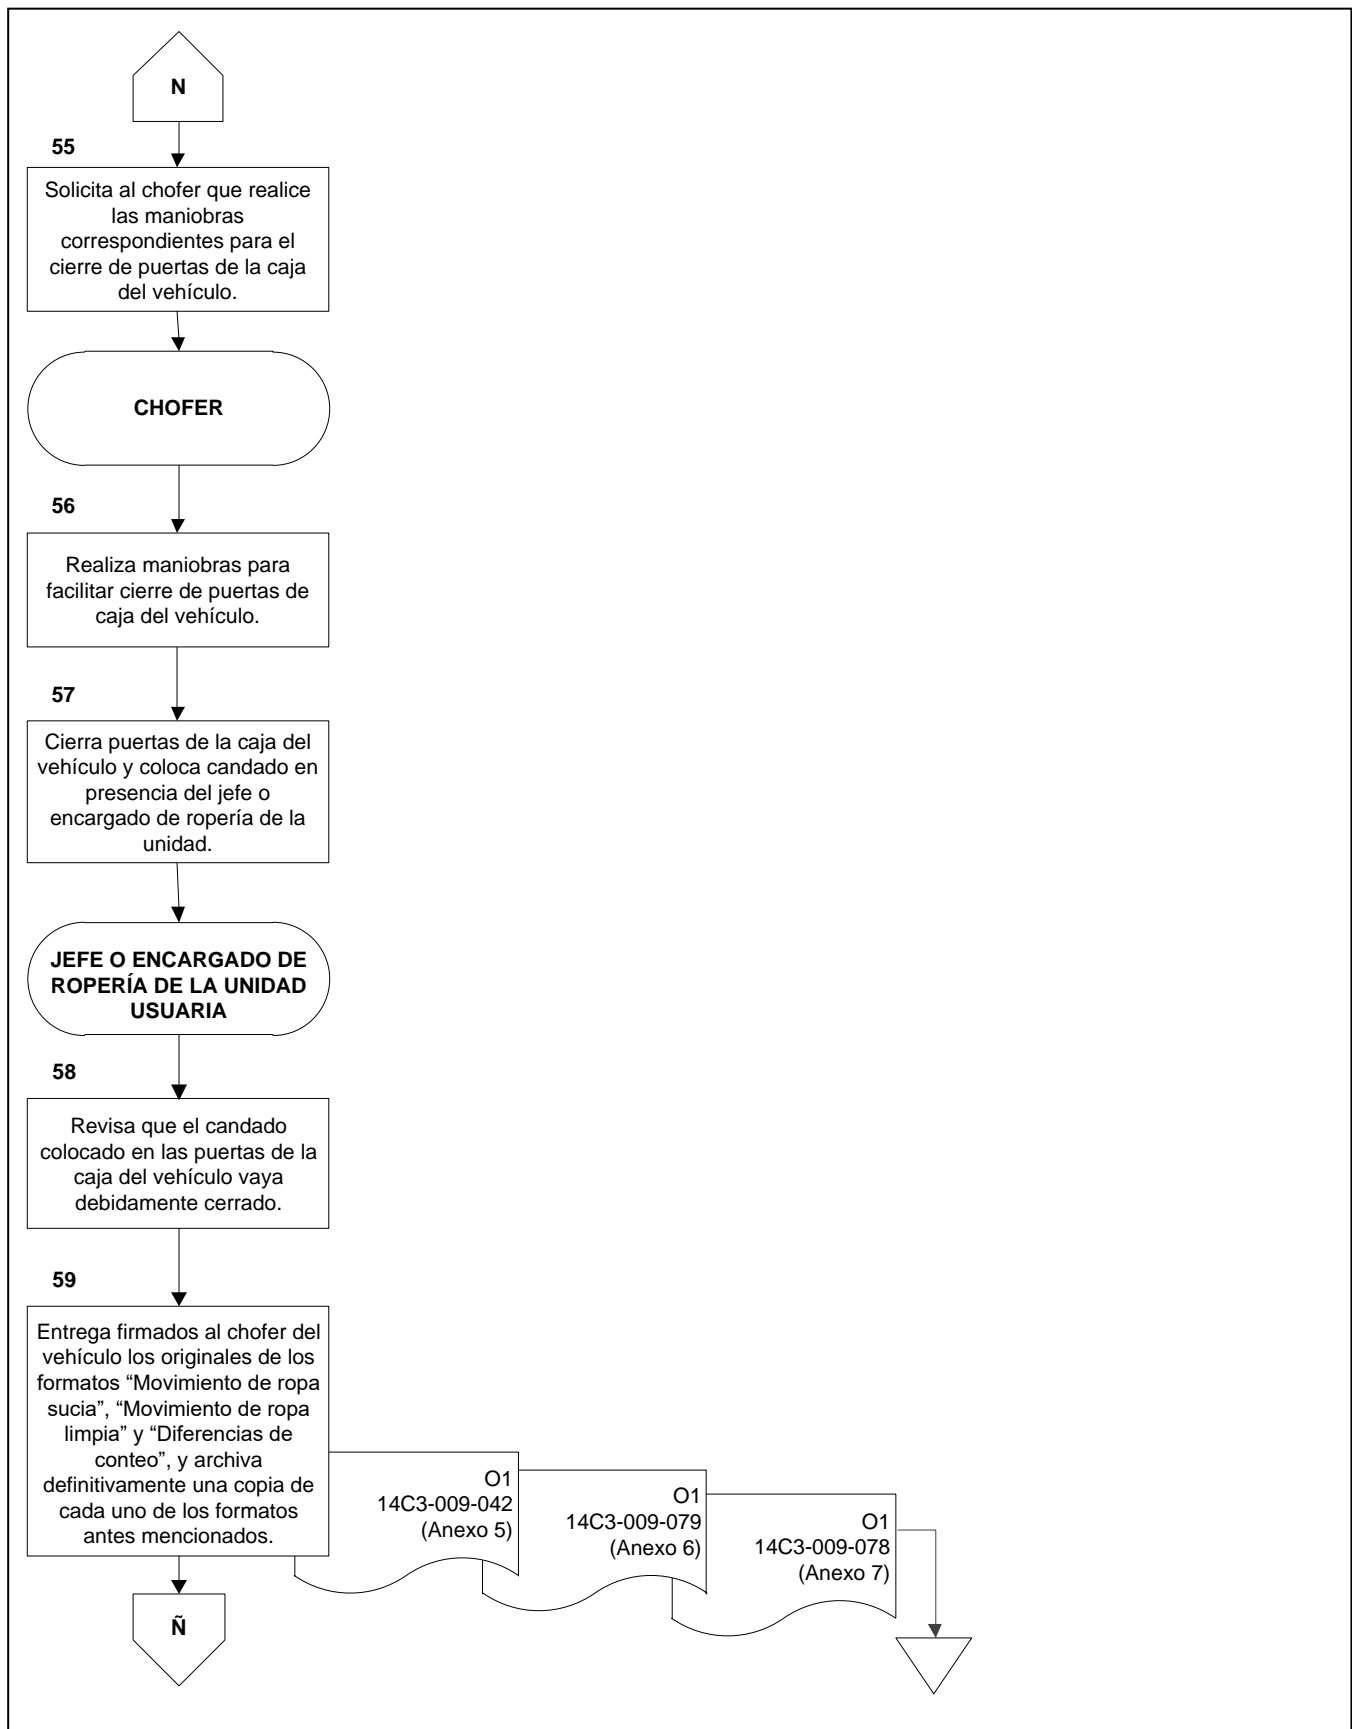 N
55
Solicita al chofer que realice
las maniobras
correspondientes para el
cierre de puertas de la caja
del vehículo.
CHOFER
56
Realiza maniobras para
facilitar cierre de puertas de
caja del vehículo.
57
Cierra puertas de la caja del
vehículo y coloca candado en
presencia del jefe o
encargado de ropería de la
unidad.
JEFE O ENCARGADO DE
ROPERÍA DE LA UNIDAD
USUARIA
58
Revisa que el candado
colocado en las puertas de la
caja del vehículo vaya
debidamente cerrado.
59
Entrega firmados al chofer del
vehículo los originales de los
formatos “Movimiento de ropa
sucia”, “Movimiento de ropa
limpia” y “Diferencias de
conteo”, y archiva
definitivamente una copia de
cada uno de los formatos
antes mencionados.
O1
14C3-009-042
(Anexo 5)
O1
14C3-009-079
(Anexo 6)
O1
14C3-009-078
(Anexo 7)
Ñ